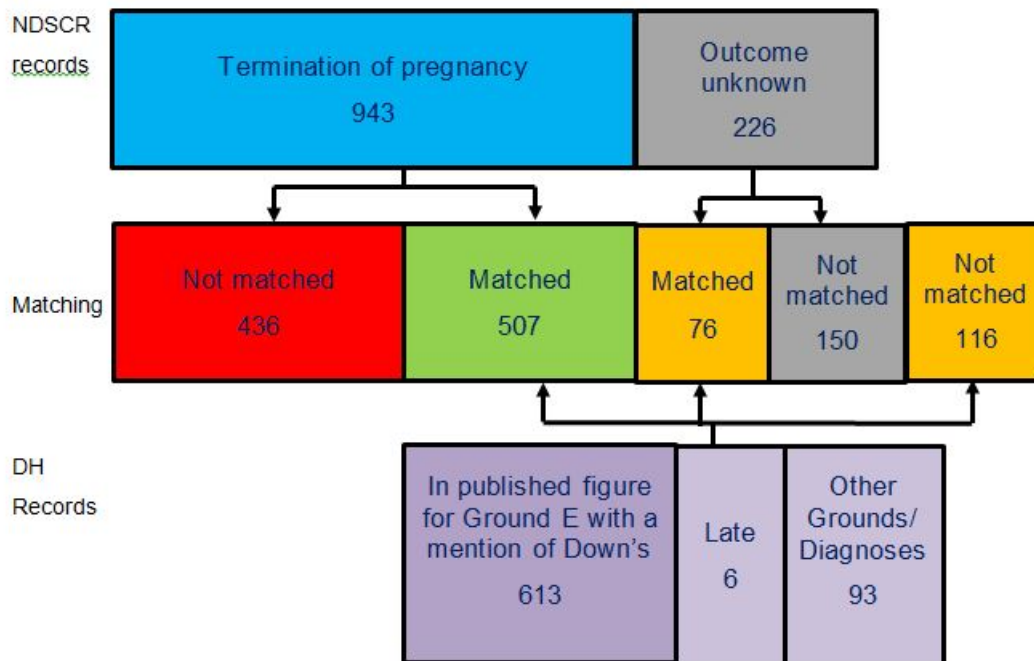 NDSCR
records
Termination of pregnancy
943
Outcome
unknown
226
Matching
Not matched
436
Matched
507
Matched
76
Not
matched
150
Not
matched
116
DH
Records
In published figure
for Ground E with a
mention of Down's
613
Late
6
Other
Grounds/
Diagnoses
93